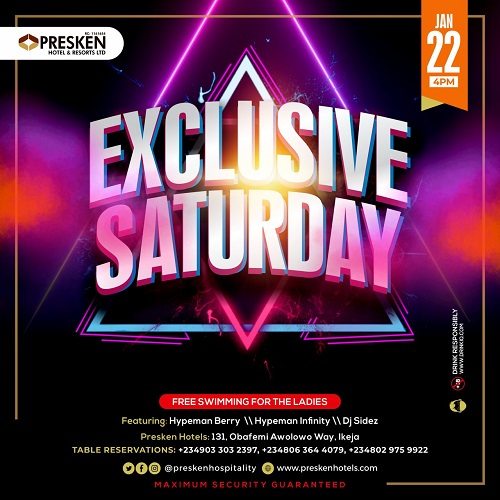 PRESKEN
HOTEL & RESORTS LTD
JAN
22
4PM
EXCLUSIVE
SATURDAY
DRINK RESPONSIBLY
FREE SWIMMING FOR THE LADIES
Featuring: Hypeman Berry \\ Hypeman Infinity \\ Dj Sidez
Presken Hotels: 131, Obafemi Awolowo Way, Ikeja
TABLE RESERVATIONS: +234903 303 2397, +234806 364 4079, +234802 975 9922
@preskenhospitality www.preskenhotels.com
MAXIMUM SECURITY GUARANTEED